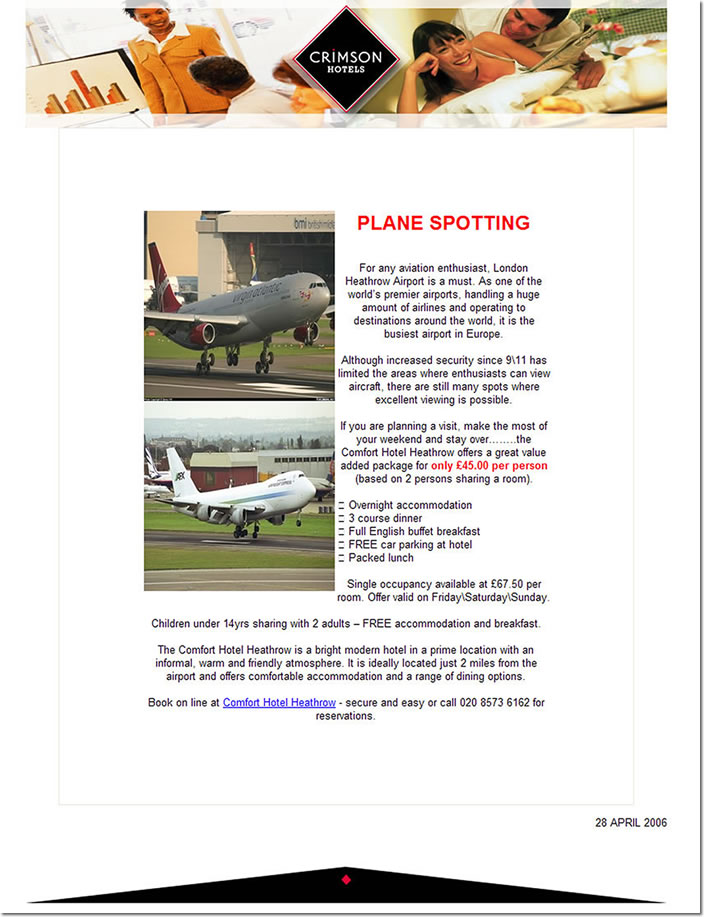 CRIMSON
HOTELS
bmi british mid
PLANE SPOTTING
virgin atlantic
For any aviation enthusiast, London
Heathrow Airport is a must. As one of the
world's premier airports, handling a huge
amount of airlines and operating to
destinations around the world, it is the
busiest airport in Europe.
Although increased security since 9\11 has
limited the areas where enthusiasts can view
aircraft, there are still many spots where
excellent viewing is possible.
If you are planning a visit, make the most of
your weekend and stay over........the
Comfort Hotel Heathrow offers a great value
added package for only £45.00 per person
(based on 2 persons sharing a room).
Overnight accommodation
3 course dinner
Full English buffet breakfast
FREE car parking at hotel
Packed lunch
Single occupancy available at £67.50 per
room. Offer valid on Friday\Saturday\Sunday.
Children under 14yrs sharing with 2 adults – FREE accommodation and breakfast.
The Comfort Hotel Heathrow is a bright modern hotel in a prime location with an
informal, warm and friendly atmosphere. It is ideally located just 2 miles from the
airport and offers comfortable accommodation and a range of dining options.
Book on line at Comfort Hotel Heathrow - secure and easy or call 020 8573 6162 for
reservations.
28 APRIL 2006